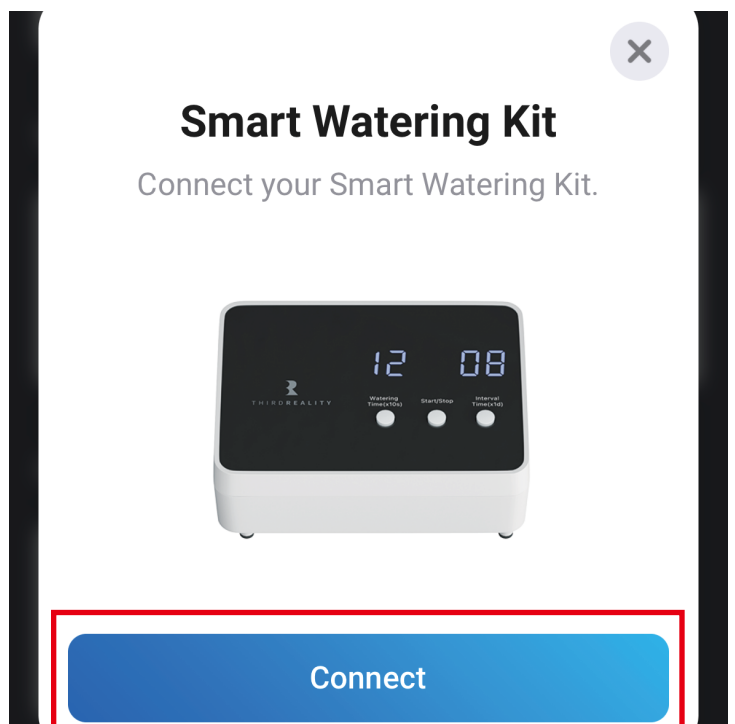 Smart Watering Kit
Connect your Smart Watering Kit.
12 08
THIRDREALITY
Watering
Time(x10s)
Start/Stop
Interval
Time(x1d)
Connect